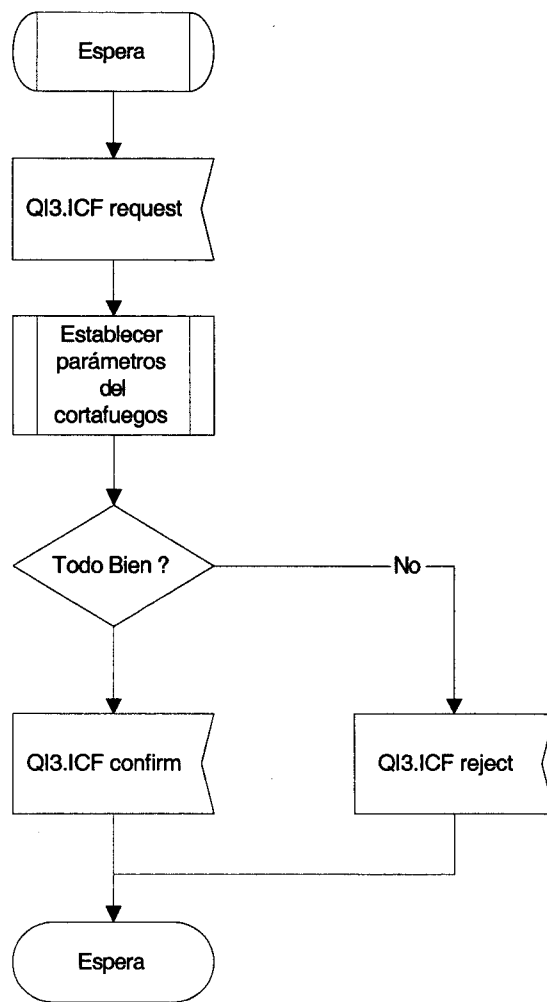 Espera
QI3.ICF request
Establecer
parámetros
del
cortafuegos
Todo Bien ?
No
QI3.ICF confirm
QI3.ICF reject
Espera